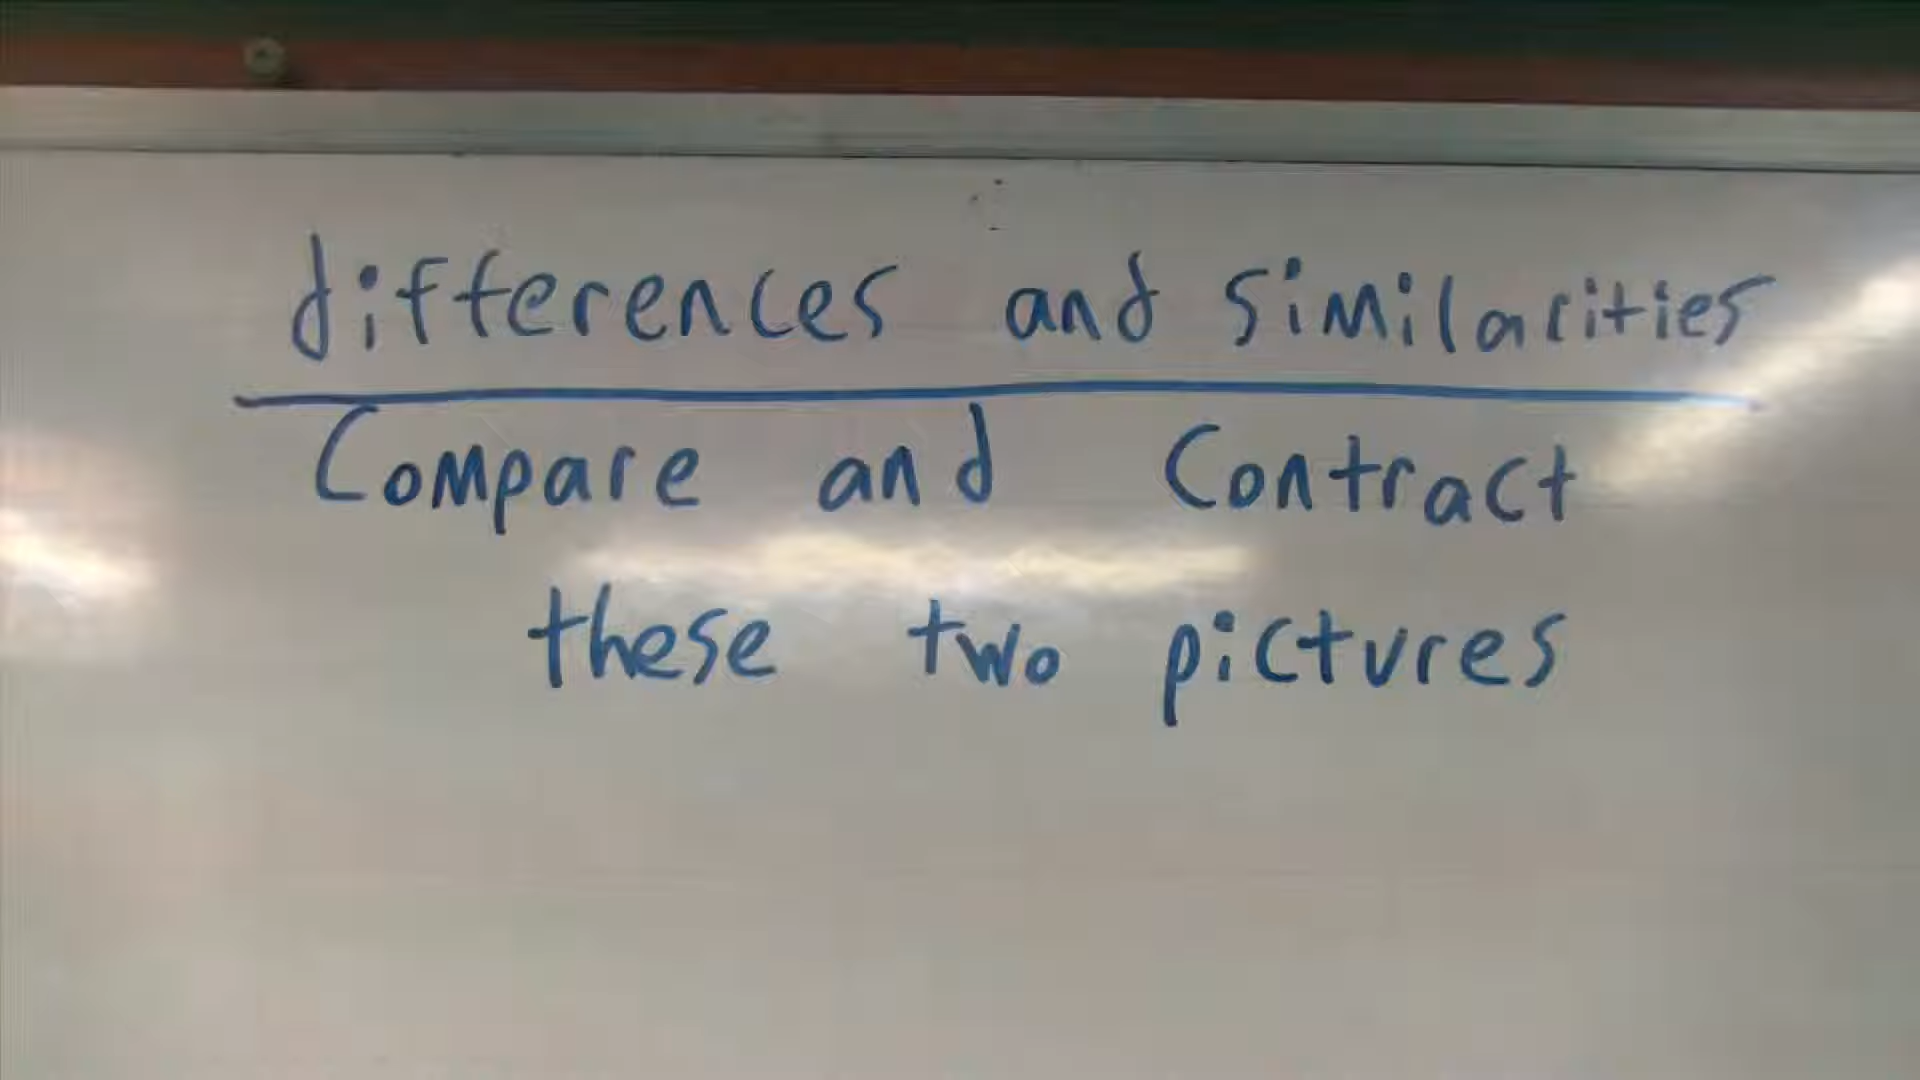 differences and similarities
Compare and Contract
these two pictures